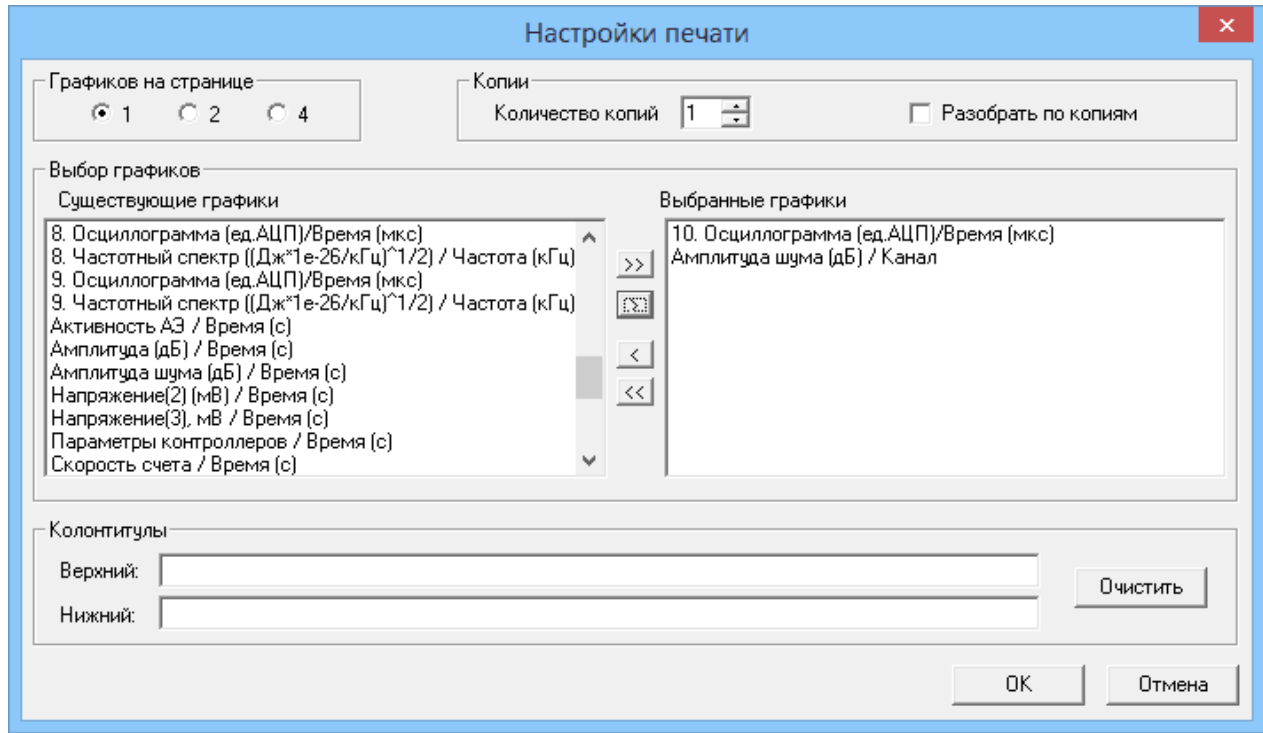 Настройки печати
Графиков на странице
1 2 4
Копии
Количество копий 1 Разобрать по копиям
Выбор графиков
Существующие графики
8. Осциллограмма (ед.АЦП)/Время (мкс)
8. Частотный спектр ((Дж*1e-26/кГц)^1/2) / Частота (кГц)
9. Осциллограмма (ед.АЦП)/Время (мкс)
9. Частотный спектр ((Дж*1e-26/кГц)^1/2) / Частота (кГц)
Активность АЭ / Время (с)
Амплитуда (дБ) / Время (с)
Амплитуда шума (дБ) / Время (с)
Напряжение(2) (мВ) / Время (с)
Напряжение(3), мВ / Время (с)
Параметры контроллеров / Время (с)
Скорость счета / Время (с)
>>
>
<
<<
Выбранные графики
10. Осциллограмма (ед.АЦП)/Время (мкс)
Амплитуда шума (дБ) / Канал
Колонтитулы
Верхний:
Нижний:
Очистить
OK Отмена